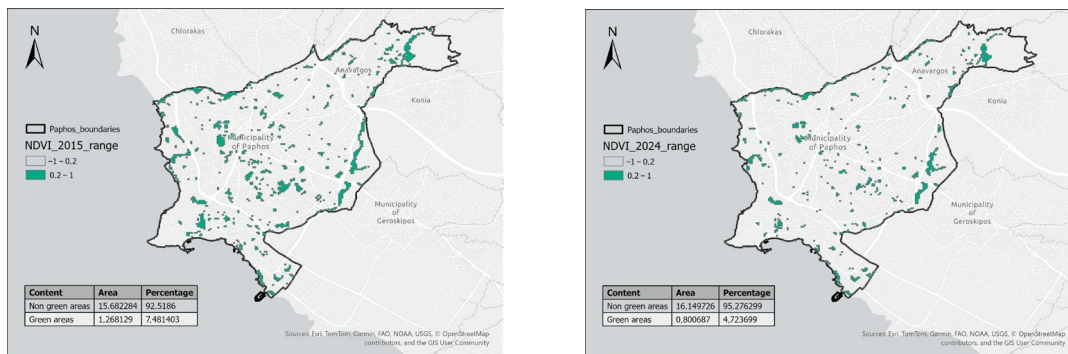 N
Chlorakas
Anavargos
Konia
Paphos_boundaries
Municipality
of Paphos
NDVI_2015_range
−1 – 0.2
0.2 – 1
Municipality
of
Geroskipos
Content Area Percentage
Non green areas 15.682284 92.5186
Green areas 1,268129 7,481403
Sources: Esri, TomTom, Garmin, FAO, NOAA, USGS, © OpenStreetMap
contributors, and the GIS User Community
N
Chlorakas
Anavargos
Konia
Paphos_boundaries
Municipality
of Paphos
NDVI_2024_range
−1 – 0.2
0.2 – 1
Municipality
of
Geroskipos
Content Area Percentage
Non green areas 16,149726 95.276299
Green areas 0,800687 4,723699
Sources: Esri, TomTom, Garmin, FAO, NOAA, USGS, © OpenStreetMap
contributors, and the GIS User Community